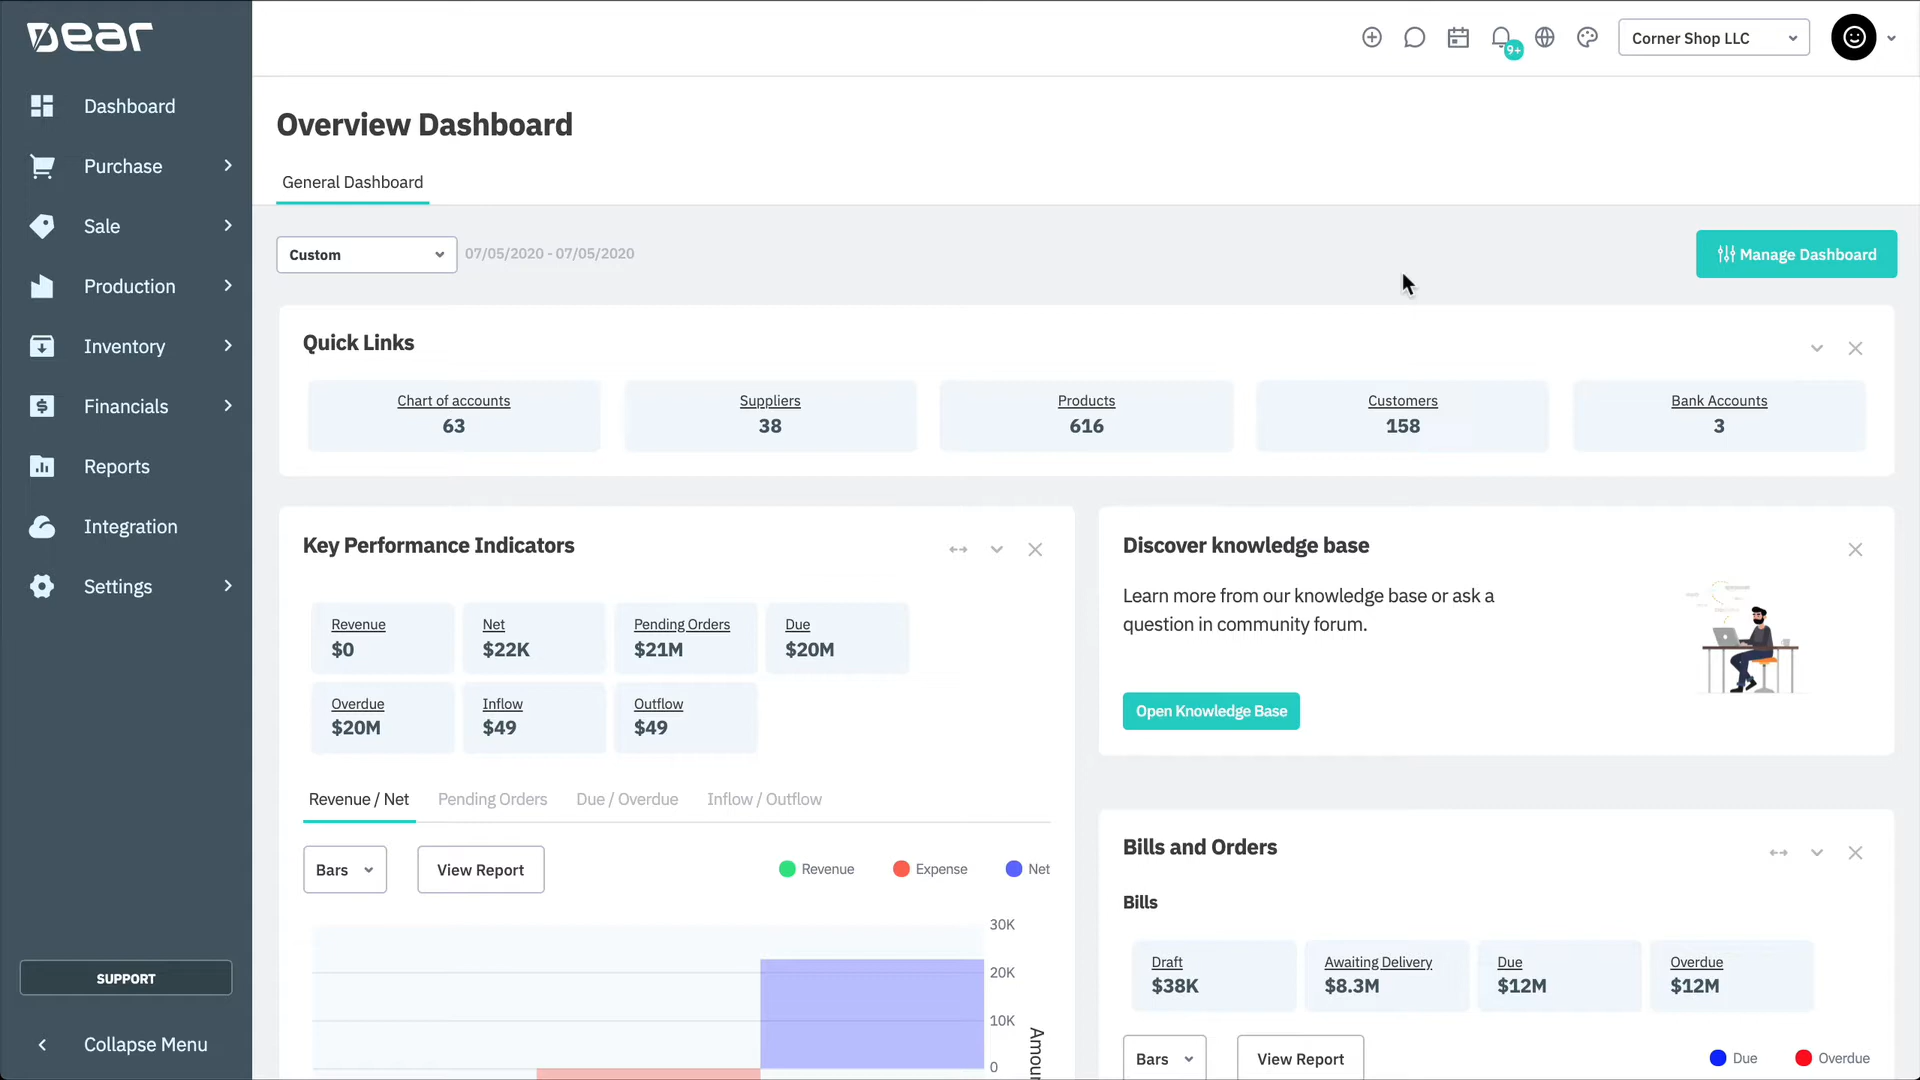 Dear
Dashboard
Purchase
Sale
Production
Inventory
Financials
Reports
Integration
Settings
SUPPORT
Collapse Menu
9+
Corner Shop LLC
Overview Dashboard
General Dashboard
Custom
07/05/2020 - 07/05/2020
Manage Dashboard
Quick Links
Chart of accounts
63
Suppliers
38
Products
616
Customers
158
Bank Accounts
3
Key Performance Indicators
Revenue
$0
Net
$22K
Pending Orders
$21M
Due
$20M
Overdue
$20M
Inflow
$49
Outflow
$49
Revenue / Net
Pending Orders
Due / Overdue
Inflow / Outflow
Bars
View Report
Revenue
Expense
Net
30K
20K
10K
0
Discover knowledge base
Learn more from our knowledge base or ask a
question in community forum.
Open Knowledge Base
Bills and Orders
Bills
Draft
$38K
Awaiting Delivery
$8.3M
Due
$12M
Overdue
$12M
Bars
View Report
Due
Overdue